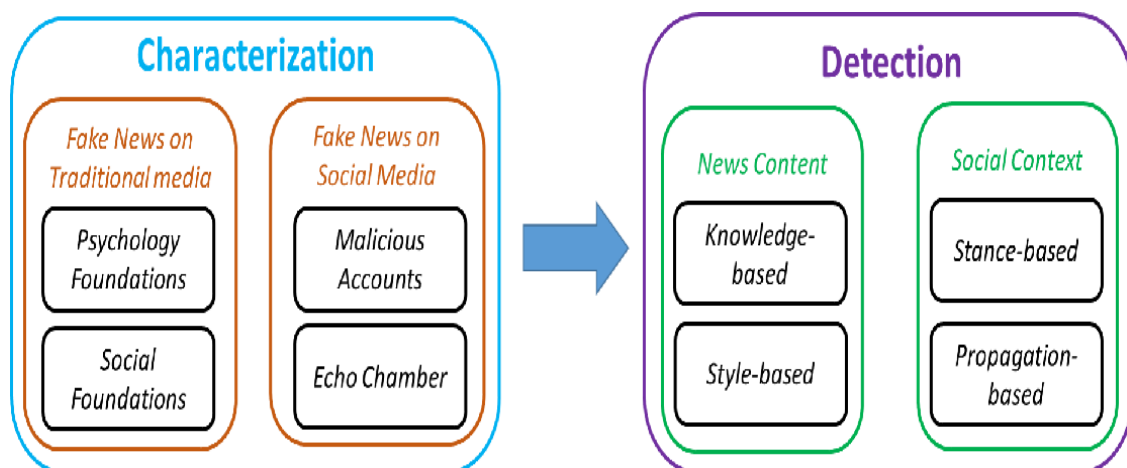 Characterization
Fake News on
Traditional media
Psychology
Foundations
Social
Foundations
Fake News on
Social Media
Malicious
Accounts
Echo Chamber
Detection
News Content
Knowledge-
based
Style-based
Social Context
Stance-based
Propagation-
based